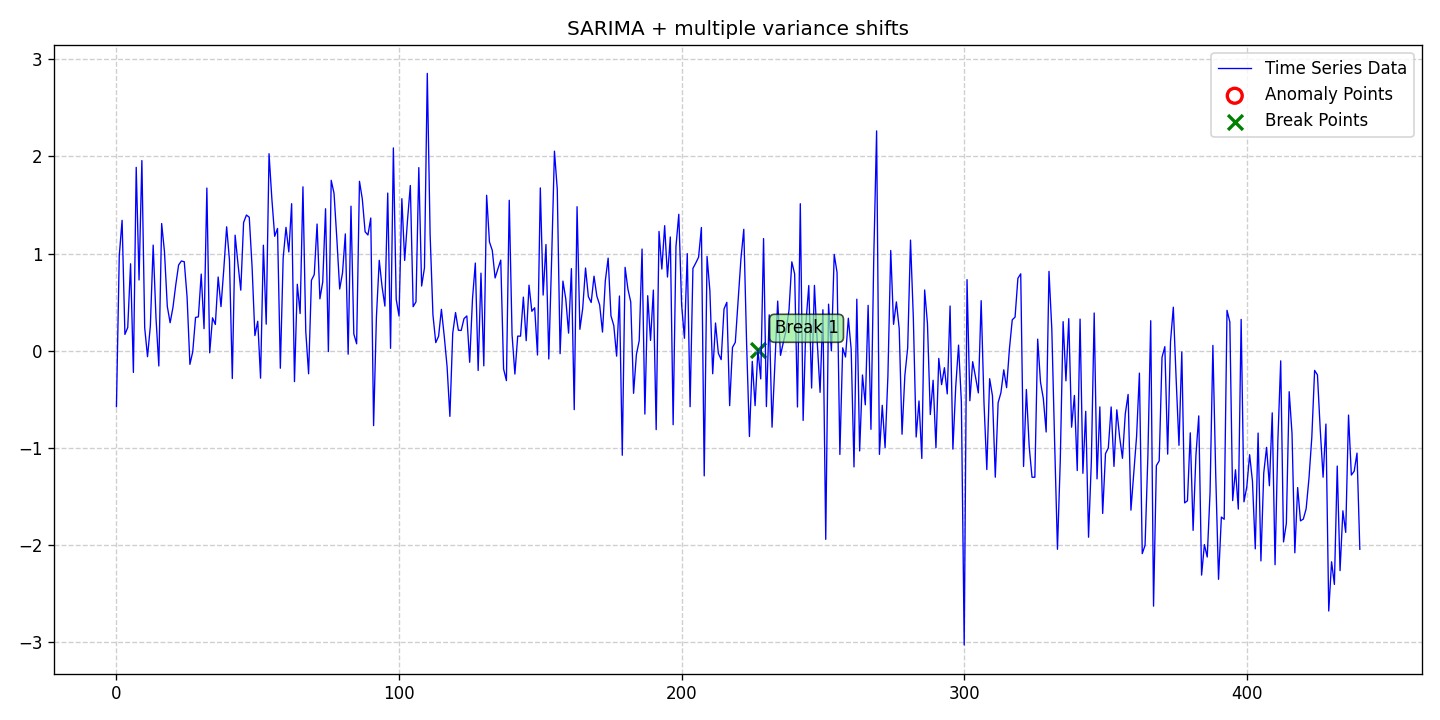 SARIMA + multiple variance shifts
Time Series Data
Anomaly Points
Break Points
Break 1
3
2
1
0
−1
−2
−3
0
100
200
300
400